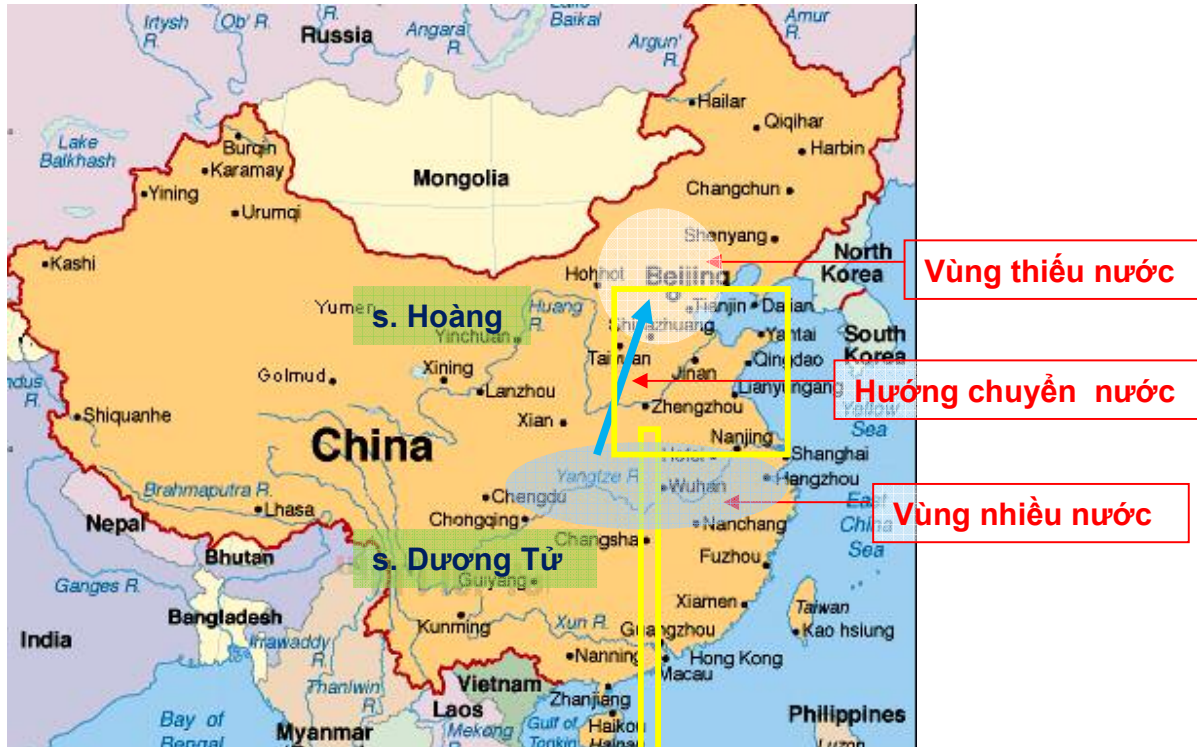 Irtysh
R.
Ob' R.
R.
Russia
Angara
R.
Lake
Baikal
Argun'
R.
Amur
R.
Hailar
Qiqihar
Harbin
Lake
Balkhash
Burqin
Karamay
Mongolia
Changchun
Yining
Urumqi
Shenyang
North
Korea
Vùng thiếu nước
Kashi
Hohhot
Beijing
Yumen
s. Hoàng
Huang
R.
Tianjin
Dalian
Yinchuan
Shijiazhuang
Yantai
South
Korea
Xining
Taiyuan
Qingdao
Golmud
Jinan
Lanzhou
Lianyungang
Hướng chuyển nước
Indus
R.
Shiquanhe
Zhengzhou
Yellow
Sea
Xian
China
Nanjing
Hefei
Shanghai
Yangtze R.
Hangzhou
Brahmaputra R.
Chengdu
Wuhan
East
China
Sea
Vùng nhiều nước
Lhasa
Nepal
Chongqing
Nanchang
Bhutan
Changsha
s. Dương Tử
Fuzhou
Ganges R.
Guiyang
Bangladesh
Xiamen
Taiwan
India
Irrawaddy
R.
Kunming
Xun R.
Guangzhou
Kao hsiung
Nanning
Hong Kong
Macau
Thanlwin
R.
Vietnam
Laos
Zhanjiang
Bay of
Bengal
Myanmar
Mekong
R.
Gulf of
Tonkin
Haikou
Hainan
Philippines
Luzon